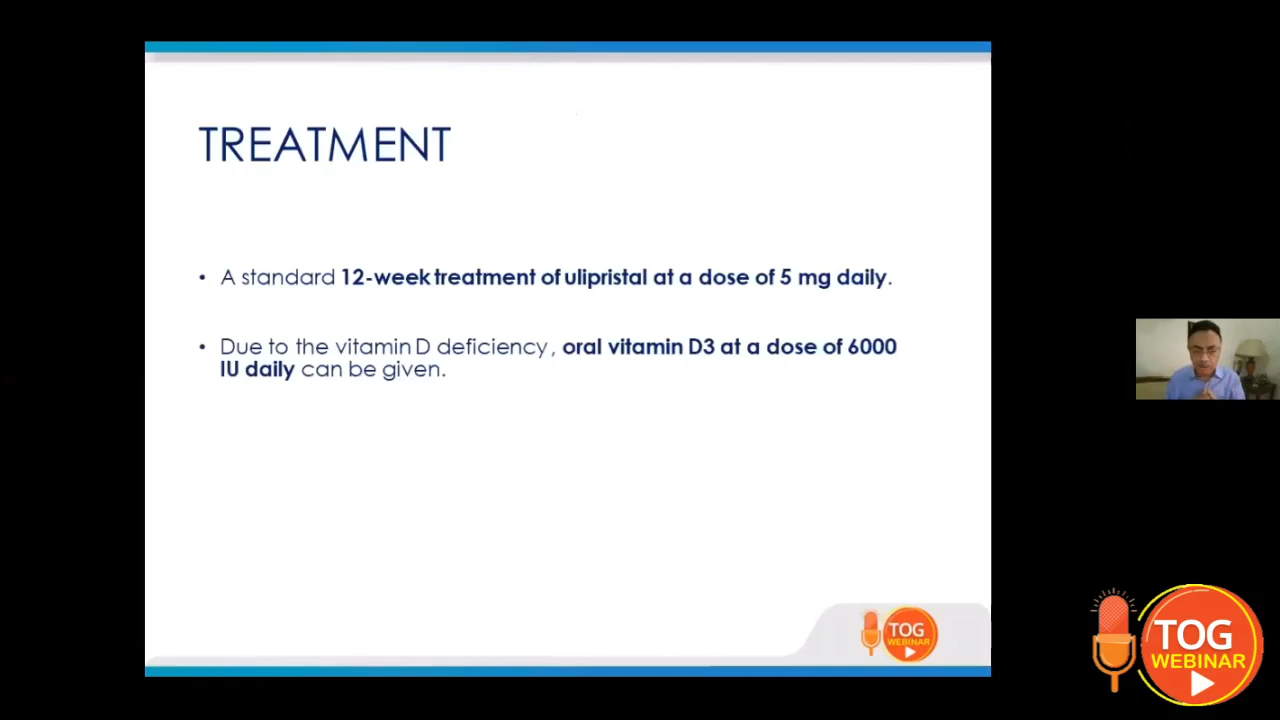 TREATMENT
• A standard 12-week treatment of ulipristal at a dose of 5 mg daily.
• Due to the vitamin D deficiency, oral vitamin D3 at a dose of 6000
IU daily can be given.
TOG
WEBINAR
TOG
WEBINAR